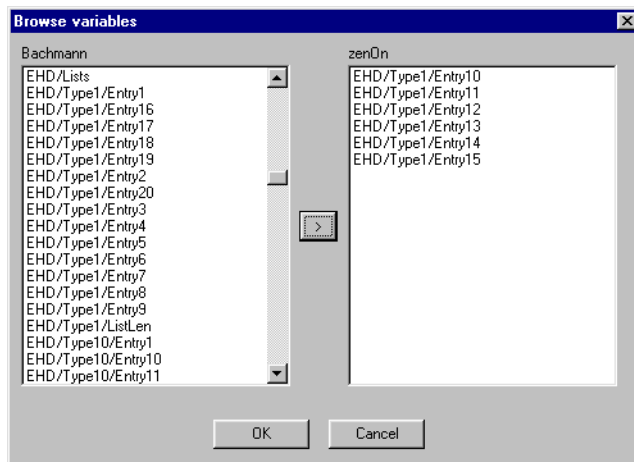 Browse variables
Bachmann
EHD/Lists
EHD/Type1/Entry1
EHD/Type1/Entry16
EHD/Type1/Entry17
EHD/Type1/Entry18
EHD/Type1/Entry19
EHD/Type1/Entry2
EHD/Type1/Entry20
EHD/Type1/Entry3
EHD/Type1/Entry4
EHD/Type1/Entry5
EHD/Type1/Entry6
EHD/Type1/Entry7
EHD/Type1/Entry8
EHD/Type1/Entry9
EHD/Type1/ListLen
EHD/Type10/Entry1
EHD/Type10/Entry10
EHD/Type10/Entry11
>
zenOn
EHD/Type1/Entry10
EHD/Type1/Entry11
EHD/Type1/Entry12
EHD/Type1/Entry13
EHD/Type1/Entry14
EHD/Type1/Entry15
OK
Cancel